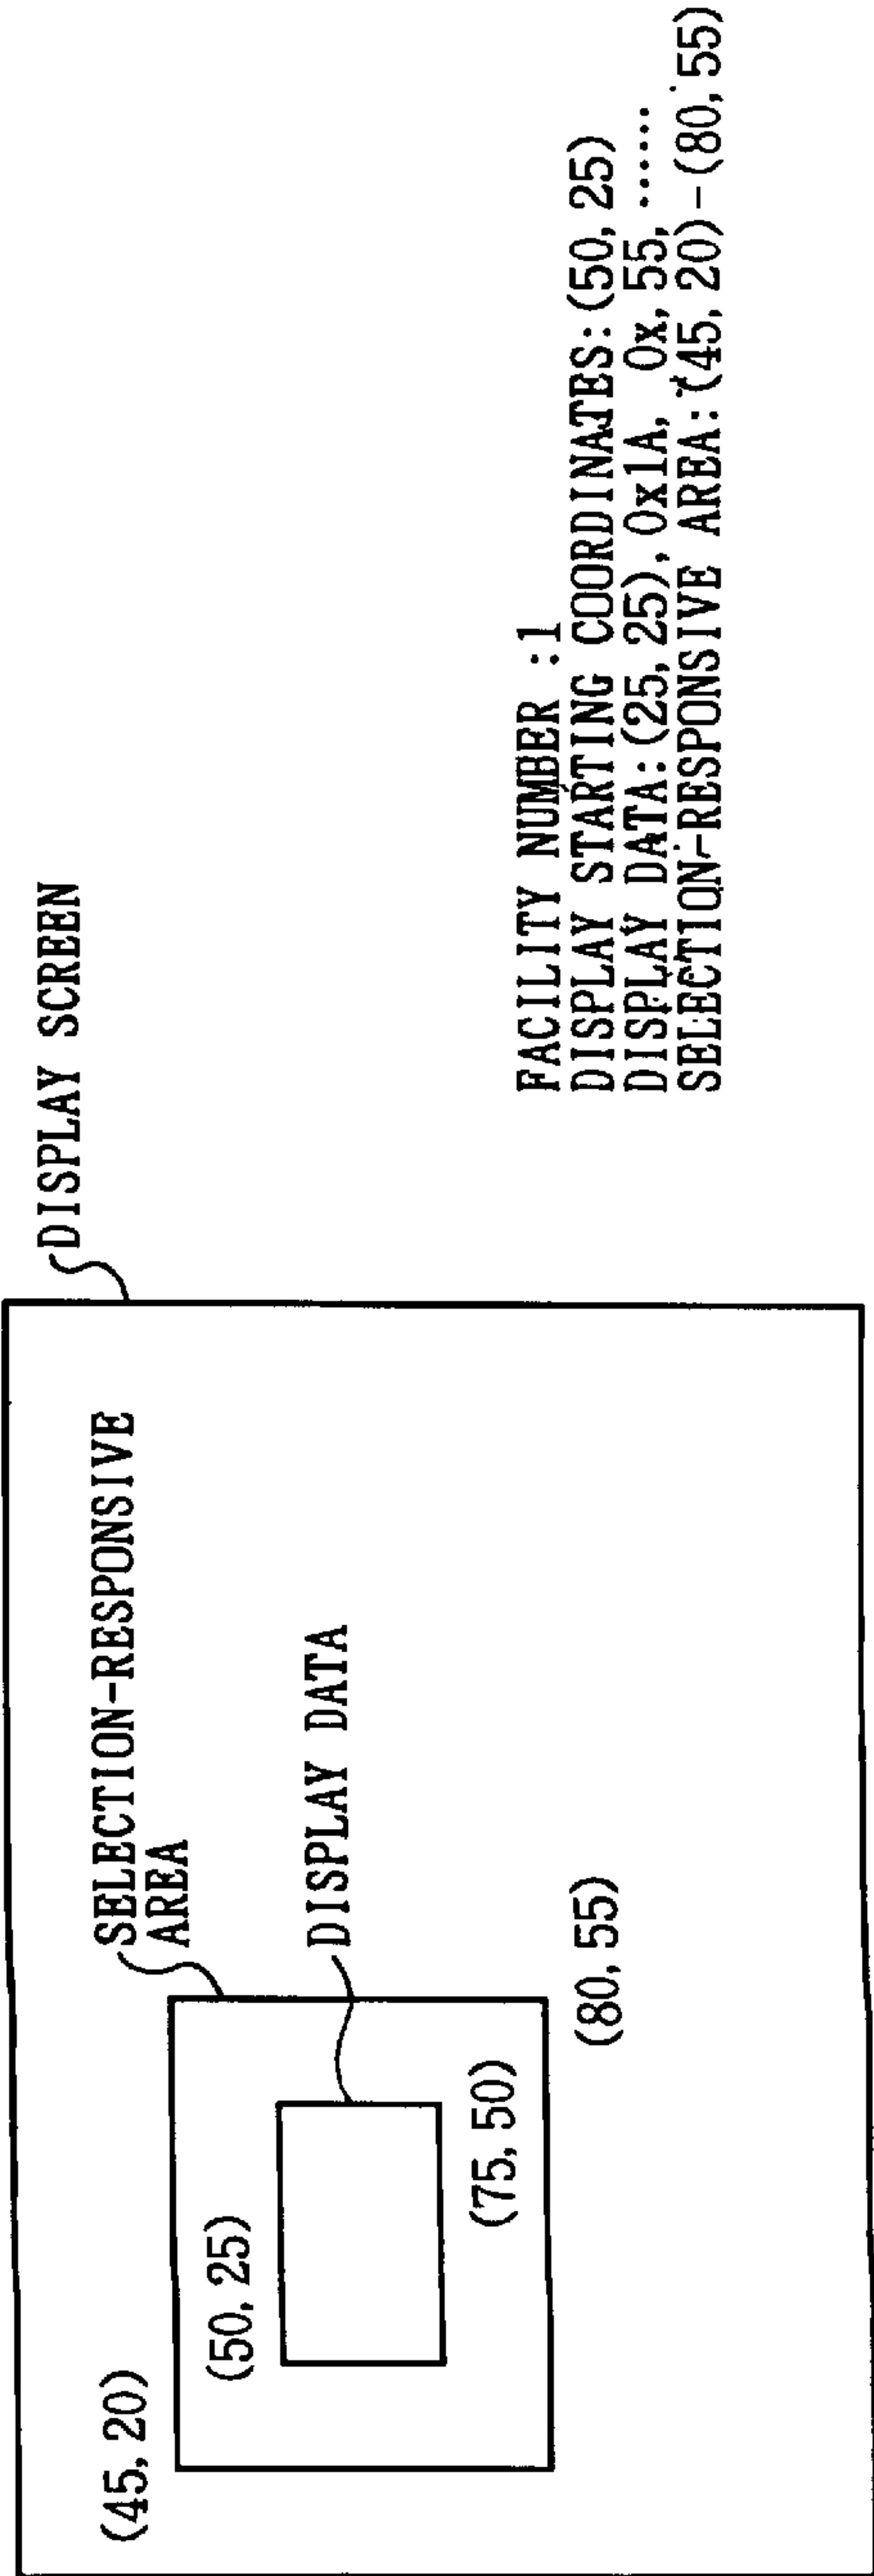 DISPLAY SCREEN
(45, 20)
SELECTION-RESPONSIVE
AREA
(50, 25)
DISPLAY DATA
(75, 50)
(80, 55)
FACILITY NUMBER :1
DISPLAY STARTING COORDINATES:(50, 25)
DISPLAY DATA:(25, 25), 0x1A, 0x, 55, ......
SELECTION-RESPONSIVE AREA:(45, 20)-(80, 55)